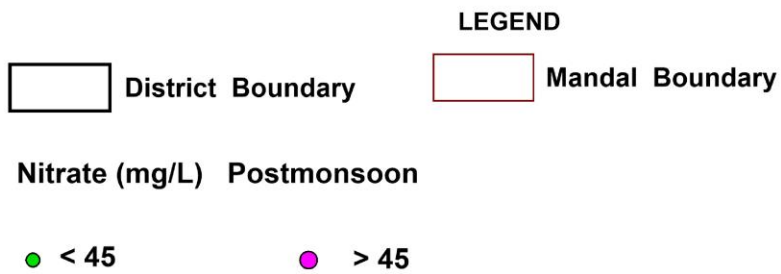 LEGEND
District Boundary
Mandal Boundary
Nitrate (mg/L) Postmonsoon
< 45
> 45